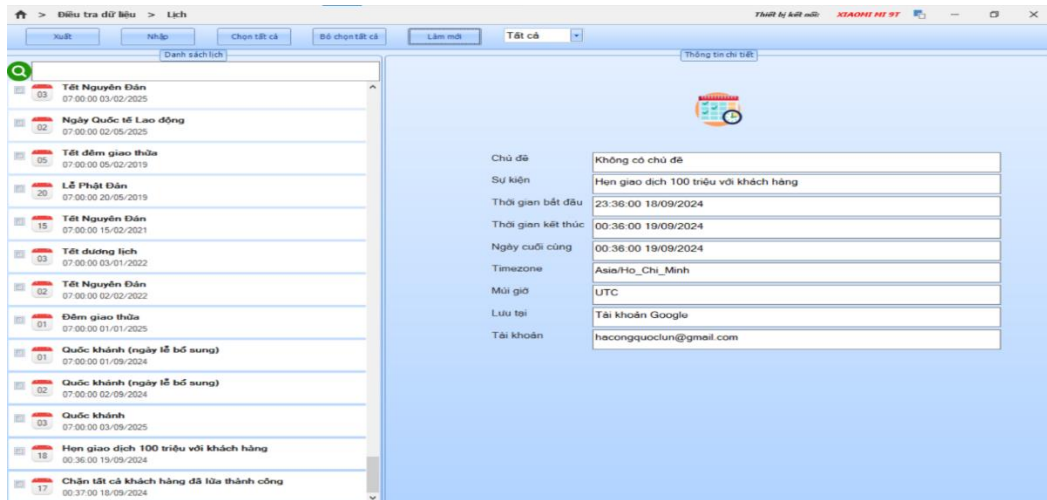 > Điều tra dữ liệu > Lịch
Thiết bị kết nối: XIAOMI MI 9T
Xuất Nhập Chọn tất cả Bỏ chọn tất cả Làm mới Tất cả
Danh sách lịch
Thông tin chi tiết
03 Tết Nguyên Đán
07:00:00 03/02/2025
02 Ngày Quốc tế Lao động
07:00:00 02/05/2025
05 Tết đêm giao thừa
07:00:00 05/02/2019
20 Lễ Phật Đản
07:00:00 20/05/2019
15 Tết Nguyên Đán
07:00:00 15/02/2021
03 Tết dương lịch
07:00:00 03/01/2022
02 Tết Nguyên Đán
07:00:00 02/02/2022
01 Đêm giao thừa
07:00:00 01/01/2025
01 Quốc khánh (ngày lễ bổ sung)
07:00:00 01/09/2024
02 Quốc khánh (ngày lễ bổ sung)
07:00:00 02/09/2024
03 Quốc khánh
07:00:00 03/09/2025
18 Hẹn giao dịch 100 triệu với khách hàng
00:36:00 19/09/2024
17 Chặn tất cả khách hàng đã lừa thành công
00:37:00 18/09/2024
Chủ đề Không có chủ đề
Sự kiện Hẹn giao dịch 100 triệu với khách hàng
Thời gian bắt đầu 23:36:00 18/09/2024
Thời gian kết thúc 00:36:00 19/09/2024
Ngày cuối cùng 00:36:00 19/09/2024
Timezone Asia/Ho_Chi_Minh
Múi giờ UTC
Lưu tại Tài khoản Google
Tài khoản hacongquoclun@gmail.com